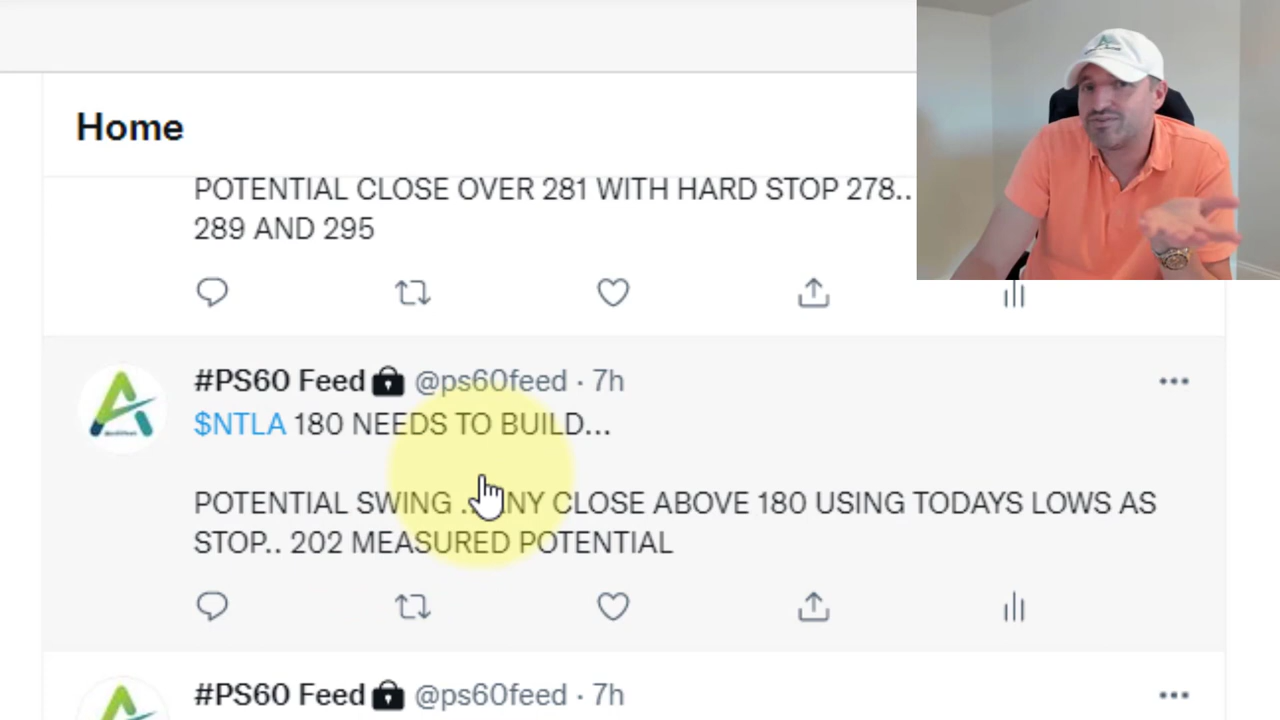 Home
POTENTIAL CLOSE OVER 281 WITH HARD STOP 278..
289 AND 295
#PS60 Feed @ps60feed · 7h
$NTLA 180 NEEDS TO BUILD...
POTENTIAL SWING .. ANY CLOSE ABOVE 180 USING TODAYS LOWS AS
STOP.. 202 MEASURED POTENTIAL
#PS60 Feed @ps60feed · 7h